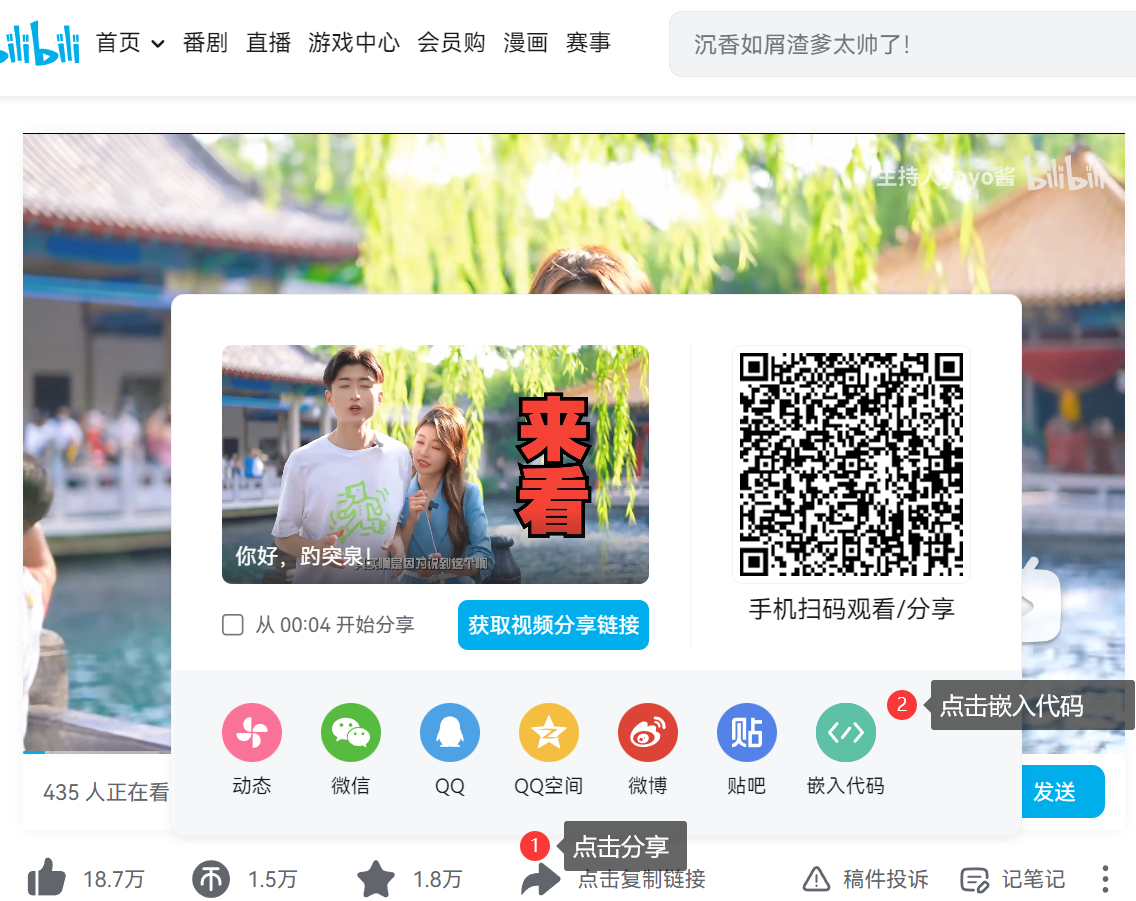 bilibili 首页 番剧 直播 游戏中心 会员购 漫画 赛事 沉香如屑渣爹太帅了!
主持人yoyo酱 bilibili
来看
你好，趵突泉!
手机扫码观看/分享
从 00:04 开始分享 获取视频分享链接
2 点击嵌入代码
贴
动态 微信 QQ QQ空间 微博 贴吧 嵌入代码
435 人正在看 发送
1 点击分享
18.7万 1.5万 1.8万 点击复制链接 稿件投诉 记笔记